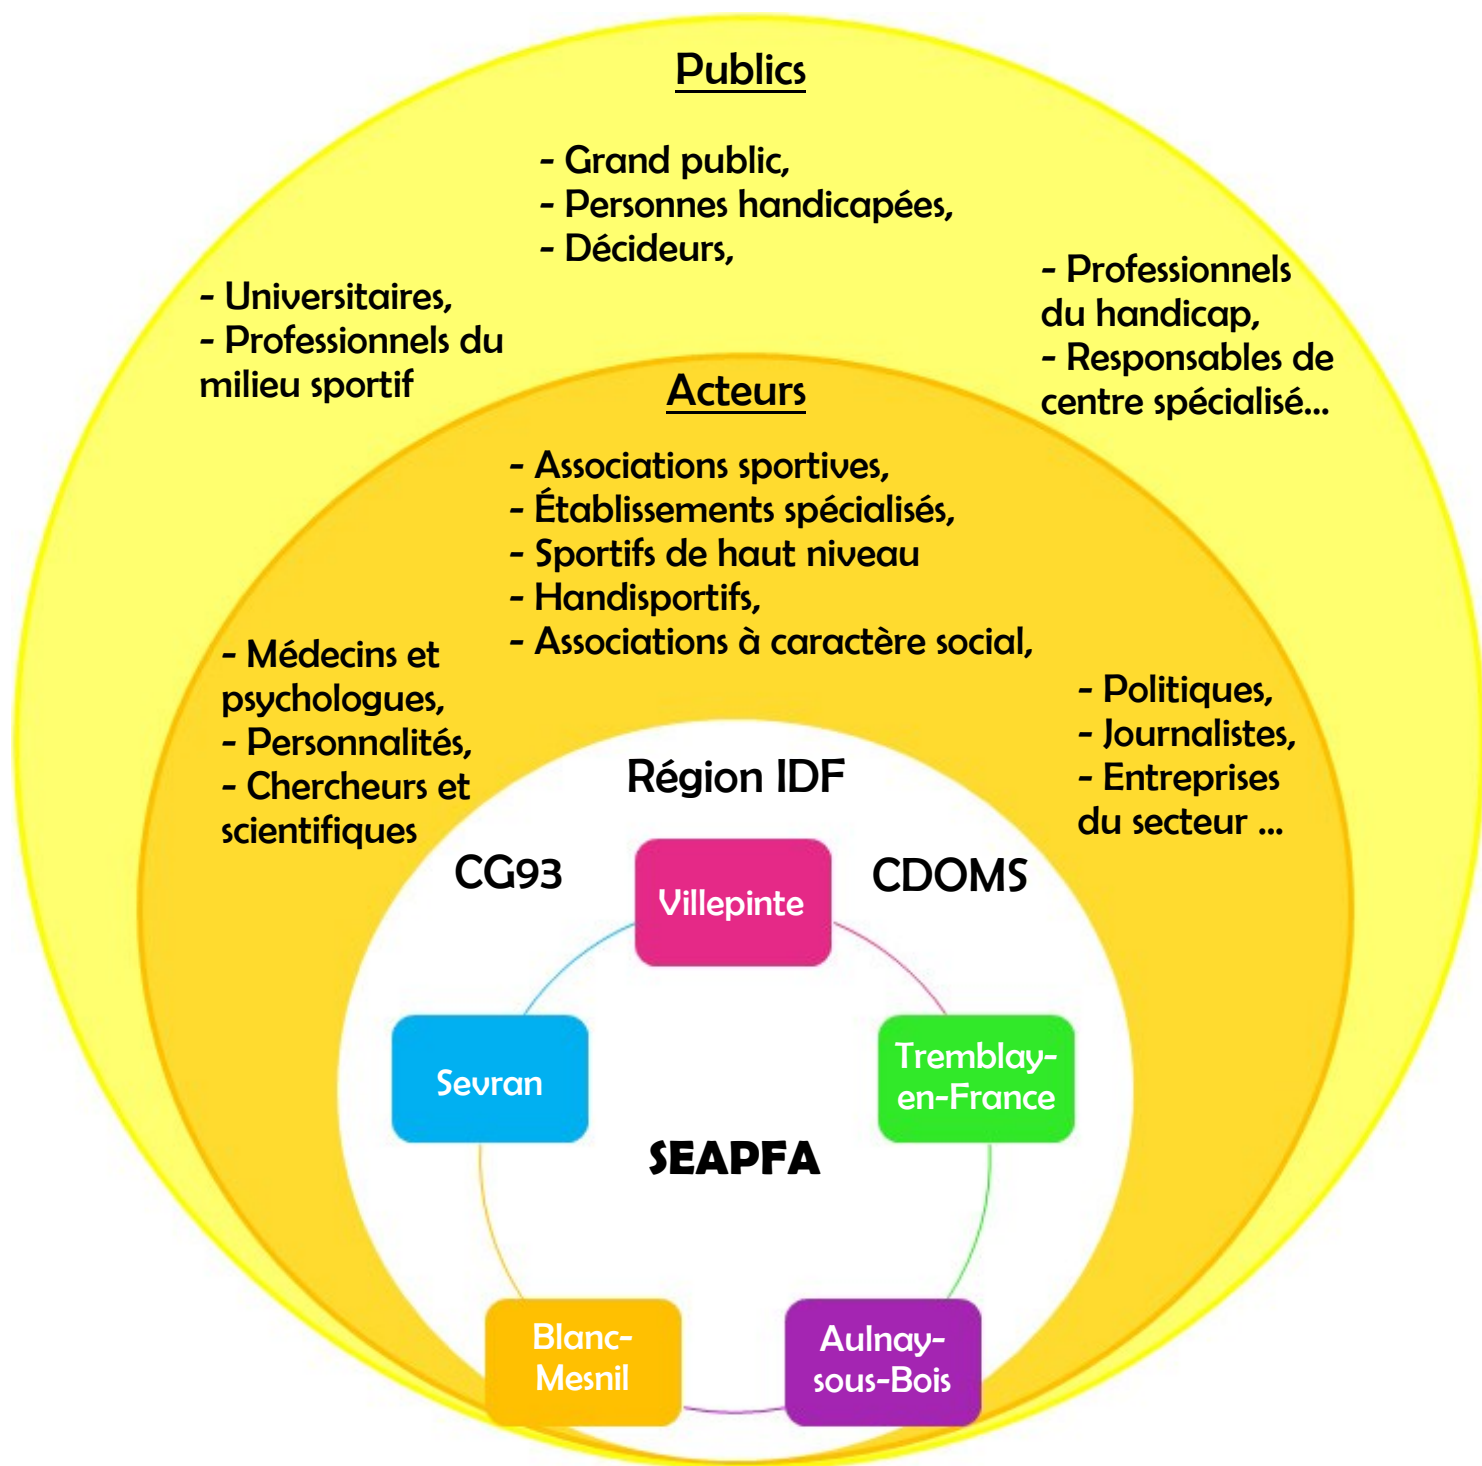 Publics
- Grand public,
- Personnes handicapées,
- Décideurs,
- Universitaires,
- Professionnels du
milieu sportif
- Professionnels
du handicap,
- Responsables de
centre spécialisé...
Acteurs
- Associations sportives,
- Établissements spécialisés,
- Sportifs de haut niveau
- Handisportifs,
- Associations à caractère social,
- Médecins et
psychologues,
- Personnalités,
- Chercheurs et
scientifiques
- Politiques,
- Journalistes,
- Entreprises
du secteur ...
Région IDF
CG93
CDOMS
Villepinte
Sevran
Tremblay-
en-France
SEAPFA
Blanc-
Mesnil
Aulnay-
sous-Bois